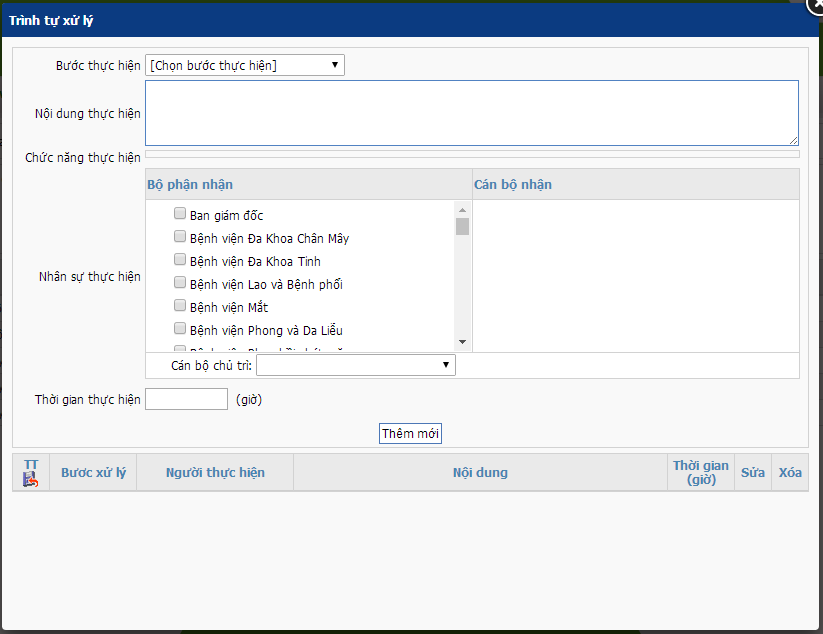 Trình tự xử lý
Bước thực hiện [Chọn bước thực hiện]
Nội dung thực hiện
Chức năng thực hiện
Bộ phận nhận Cán bộ nhận
Ban giám đốc
Bệnh viện Đa Khoa Chân Mây
Bệnh viện Đa Khoa Tỉnh
Nhân sự thực hiện
Bệnh viện Lao và Bệnh phổi
Bệnh viện Mắt
Bệnh viện Phong và Da Liễu
Cán bộ chủ trì:
Thời gian thực hiện (giờ)
Thêm mới
TT Bươc xử lý Người thực hiện Nội dung Thời gian (giờ) Sửa Xóa